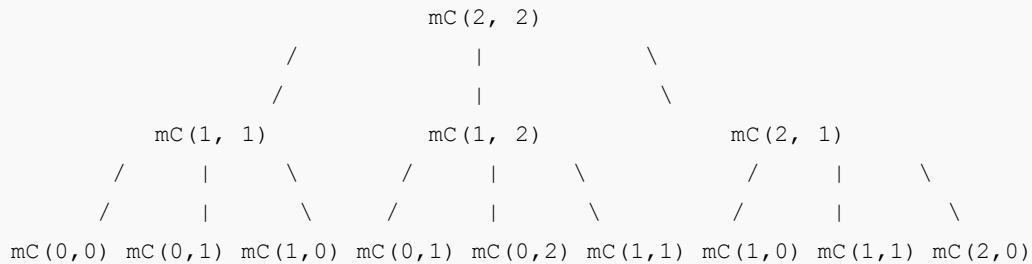 mC(2, 2)
/ | \
/ | \
mC(1, 1) mC(1, 2) mC(2, 1)
/ | \ / | \ / | \
/ | \ / | \ / | \
mC(0,0) mC(0,1) mC(1,0) mC(0,1) mC(0,2) mC(1,1) mC(1,0) mC(1,1) mC(2,0)